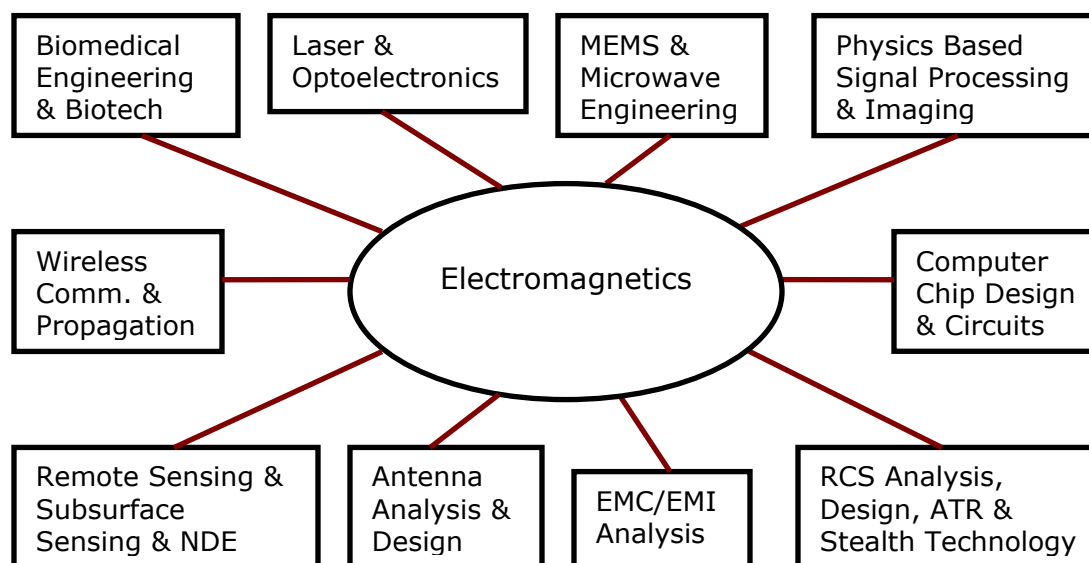 Biomedical
Engineering
& Biotech
Laser &
Optoelectronics
MEMS &
Microwave
Engineering
Physics Based
Signal Processing
& Imaging
Wireless
Comm. &
Propagation
Electromagnetics
Computer
Chip Design
& Circuits
Remote Sensing &
Subsurface
Sensing & NDE
Antenna
Analysis &
Design
EMC/EMI
Analysis
RCS Analysis,
Design, ATR &
Stealth Technology